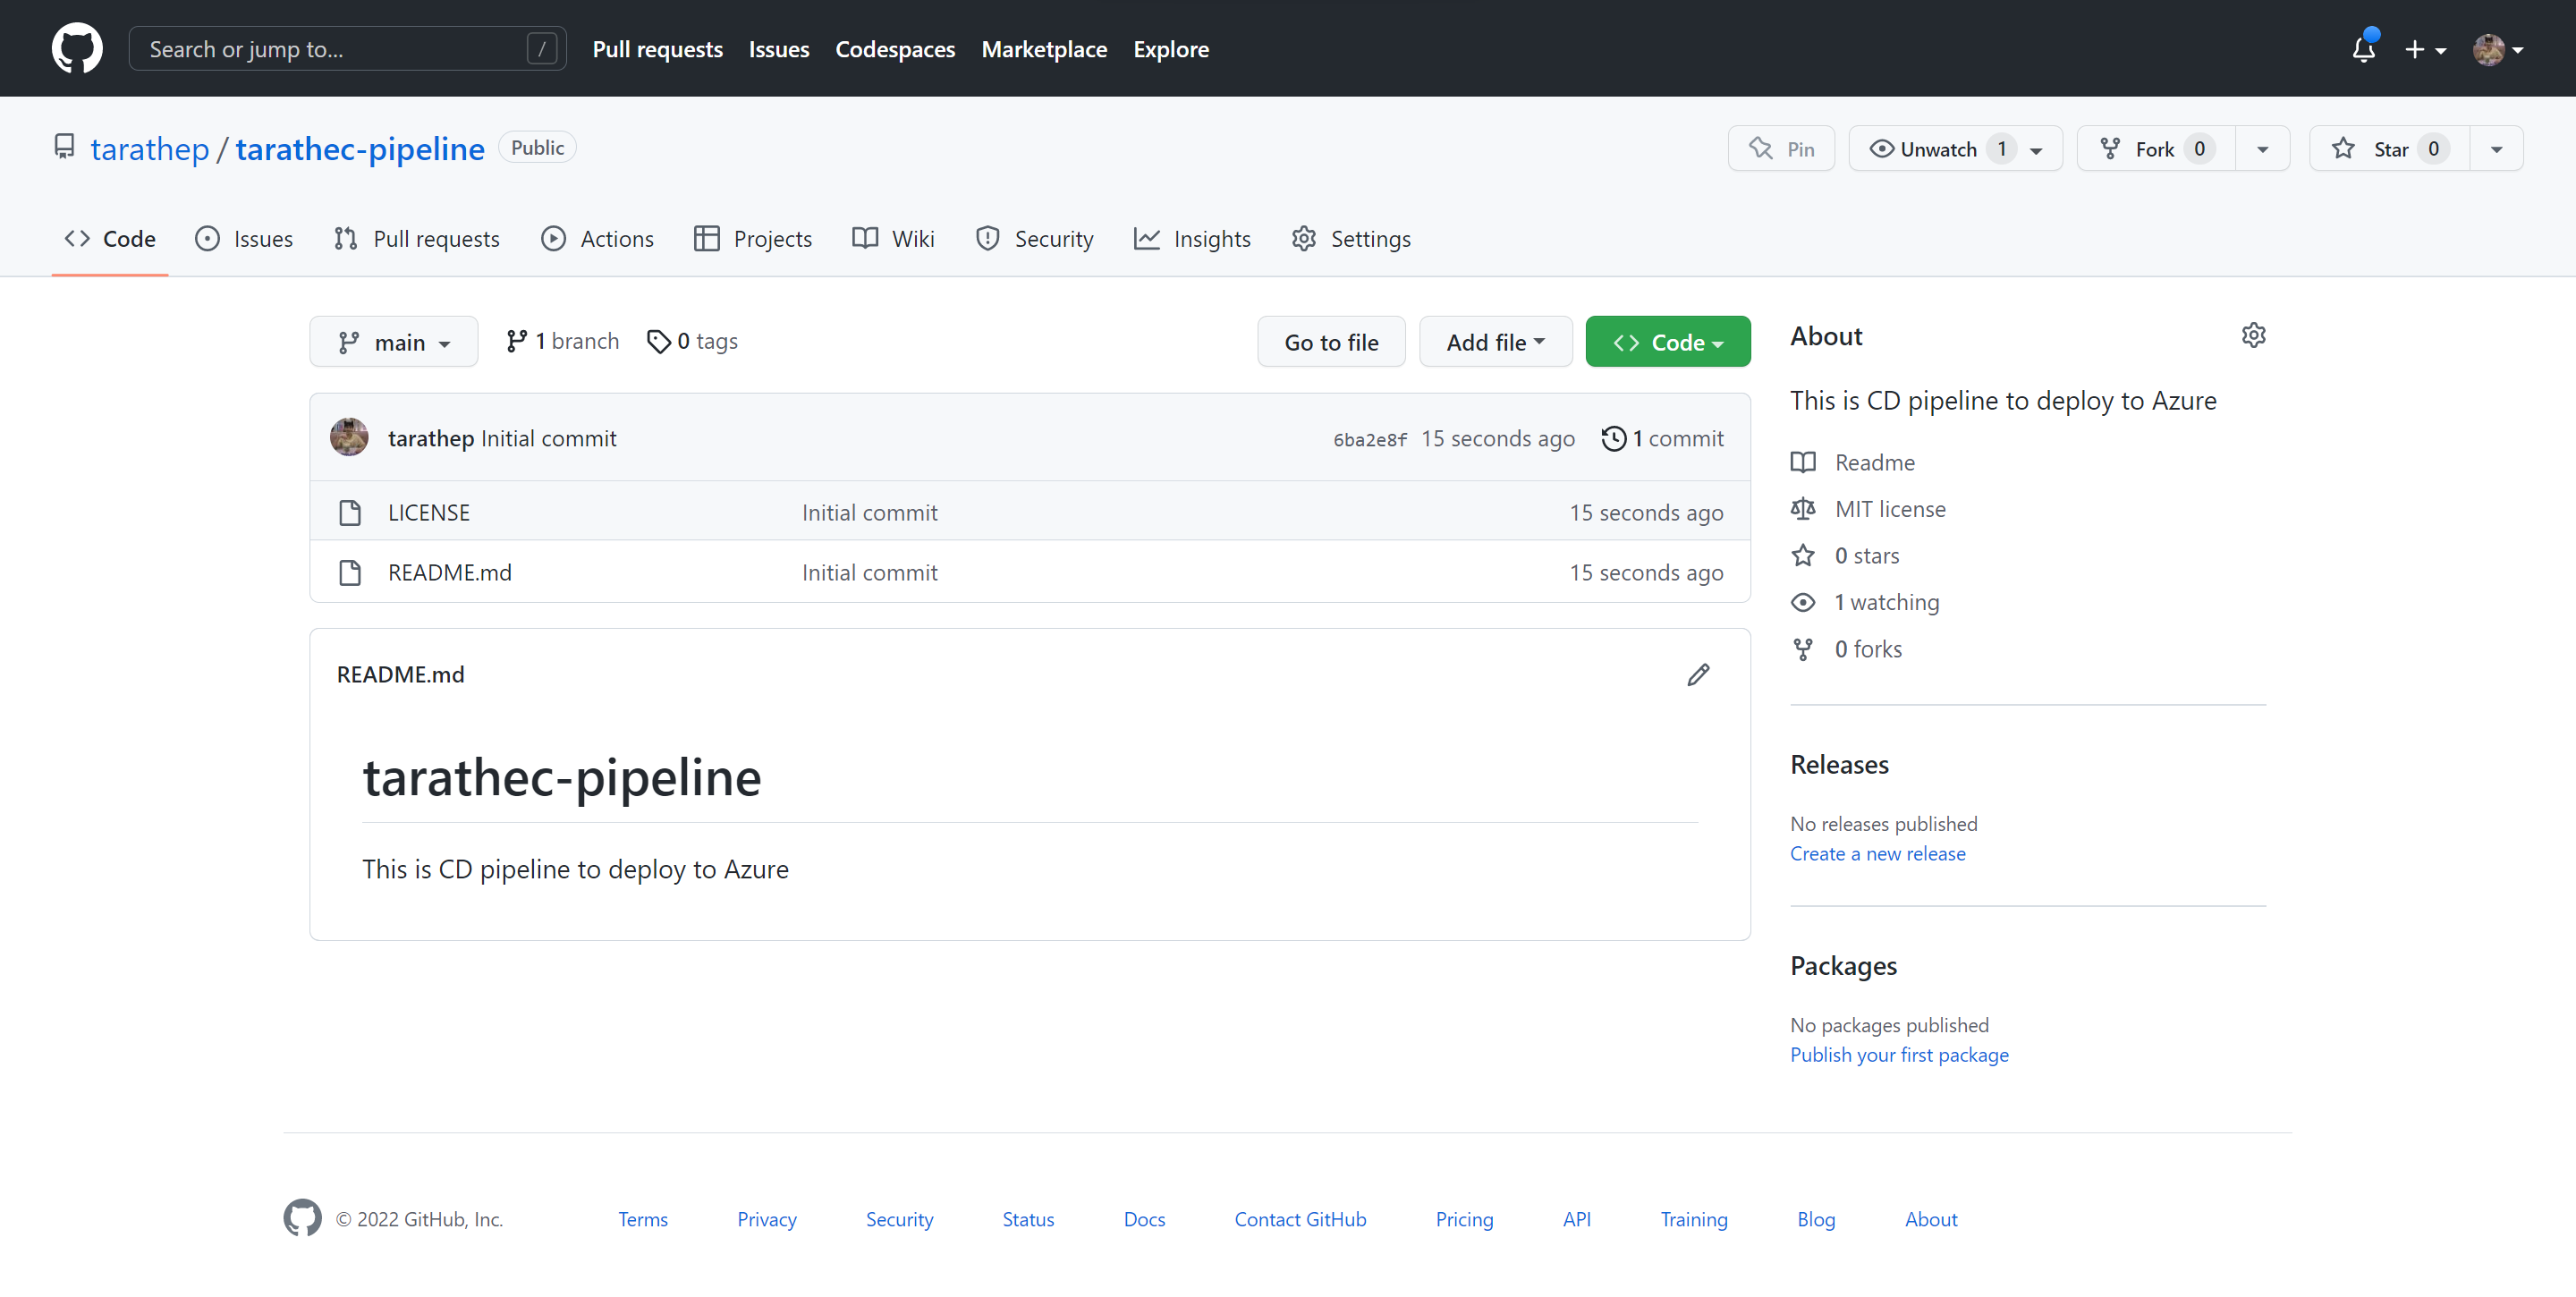 Search or jump to... /
Pull requests Issues Codespaces Marketplace Explore
tarathep / tarathec-pipeline Public
Pin Unwatch 1 Fork 0 Star 0
Code Issues Pull requests Actions Projects Wiki Security Insights Settings
main 1 branch 0 tags Go to file Add file Code
tarathep Initial commit 6ba2e8f 15 seconds ago 1 commit
LICENSE Initial commit 15 seconds ago
README.md Initial commit 15 seconds ago
README.md
tarathec-pipeline
This is CD pipeline to deploy to Azure
About
This is CD pipeline to deploy to Azure
Readme
MIT license
0 stars
1 watching
0 forks
Releases
No releases published
Create a new release
Packages
No packages published
Publish your first package
© 2022 GitHub, Inc. Terms Privacy Security Status Docs Contact GitHub Pricing API Training Blog About